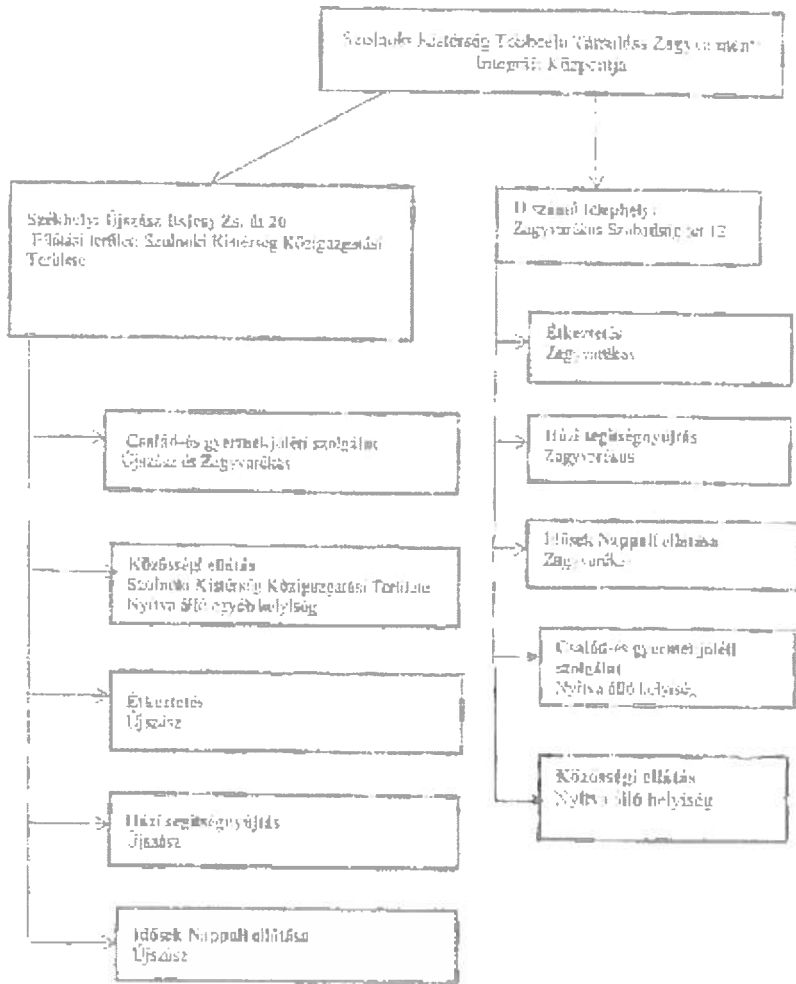 Szolnoki Kistérség Többcélú Társulása Zagyvamenti
Integrált Központja
Székhely: Újszász Bajcsy Zs. út 20
Ellátási terület: Szolnoki Kistérség Közigazgatási
Területe
Család-és gyermekjóléti szolgálat
Újszász és Zagyvarékas
Közösségi ellátás
Szolnoki Kistérség Közigazgatási Területe
Nyitva álló egyéb helyiség
Étkeztetés
Újszász
Házi segítségnyújtás
Újszász
Idősek Nappali ellátása
Újszász
számú telephely:
Zagyvarékas Szabadság tér 12
Étkeztetés
Zagyvarékas
Házi segítségnyújtás
Zagyvarékas
Idősek Nappali ellátása
Zagyvarékas
Család-és gyermekjóléti
szolgálat
Nyitva álló helyiség
Közösségi ellátás
Nyitva álló helyiség